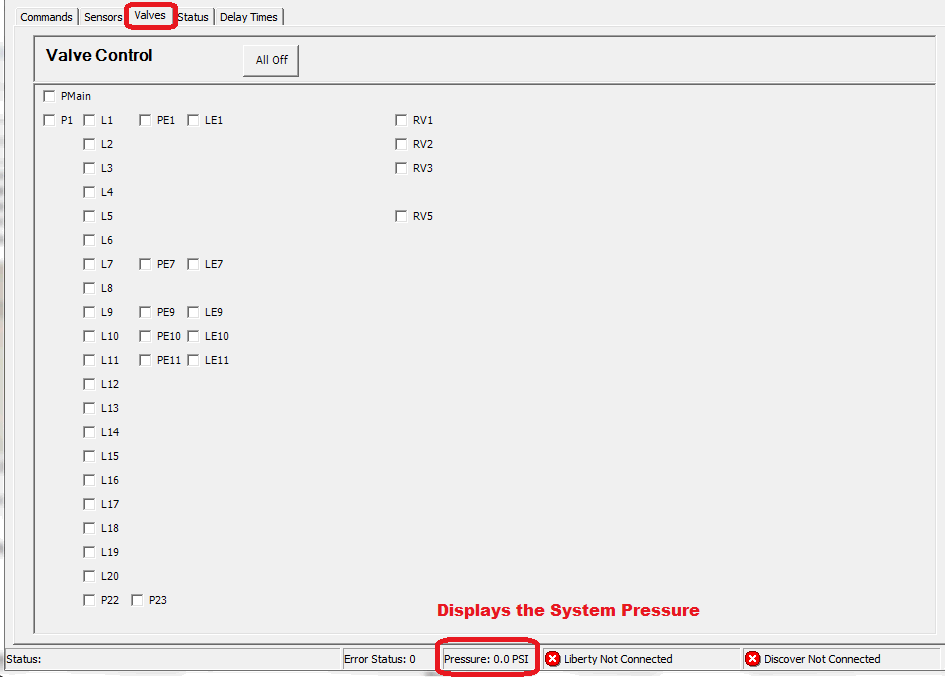 Commands Sensors Valves Status Delay Times
Valve Control All Off
PMain
P1 L1 PE1 LE1 RV1
L2 RV2
L3 RV3
L4
L5 RV5
L6
L7 PE7 LE7
L8
L9 PE9 LE9
L10 PE10 LE10
L11 PE11 LE11
L12
L13
L14
L15
L16
L17
L18
L19
L20
P22 P23
Displays the System Pressure
Status: Error Status: 0 Pressure: 0.0 PSI Liberty Not Connected Discover Not Connected